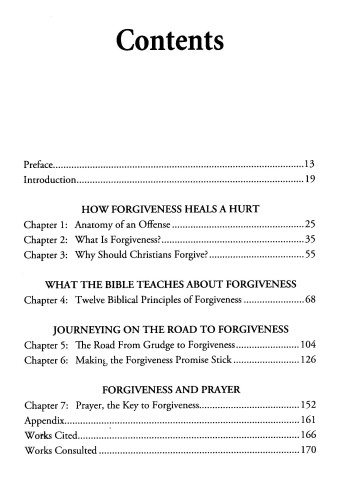 Contents
Preface..........13
Introduction..........19
HOW FORGIVENESS HEALS A HURT
Chapter 1: Anatomy of an Offense..........25
Chapter 2: What Is Forgiveness?..........35
Chapter 3: Why Should Christians Forgive?..........55
WHAT THE BIBLE TEACHES ABOUT FORGIVENESS
Chapter 4: Twelve Biblical Principles of Forgiveness..........68
JOURNEYING ON THE ROAD TO FORGIVENESS
Chapter 5: The Road From Grudge to Forgiveness..........104
Chapter 6: Making the Forgiveness Promise Stick..........126
FORGIVENESS AND PRAYER
Chapter 7: Prayer, the Key to Forgiveness..........152
Appendix..........161
Works Cited..........166
Works Consulted..........170